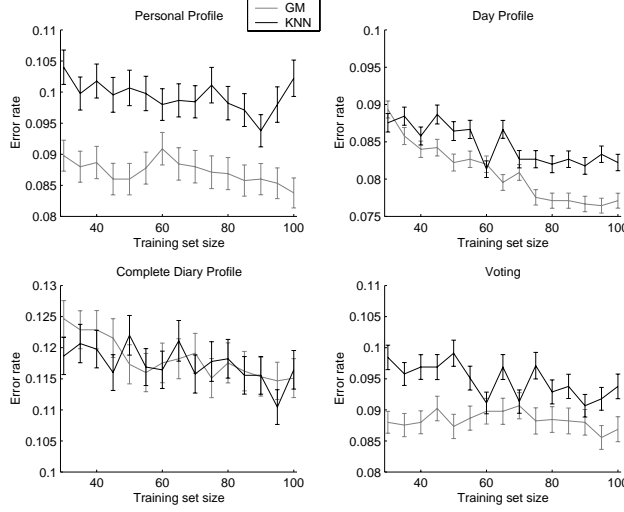 GM
KNN
Personal Profile
0.11
0.105
0.1
0.095
0.09
0.085
0.08
Error rate
40 60 80 100
Training set size
Day Profile
0.1
0.095
0.09
0.085
0.08
0.075
Error rate
40 60 80 100
Training set size
Complete Diary Profile
0.13
0.125
0.12
0.115
0.11
0.105
0.1
Error rate
40 60 80 100
Training set size
Voting
0.11
0.105
0.1
0.095
0.09
0.085
0.08
Error rate
40 60 80 100
Training set size